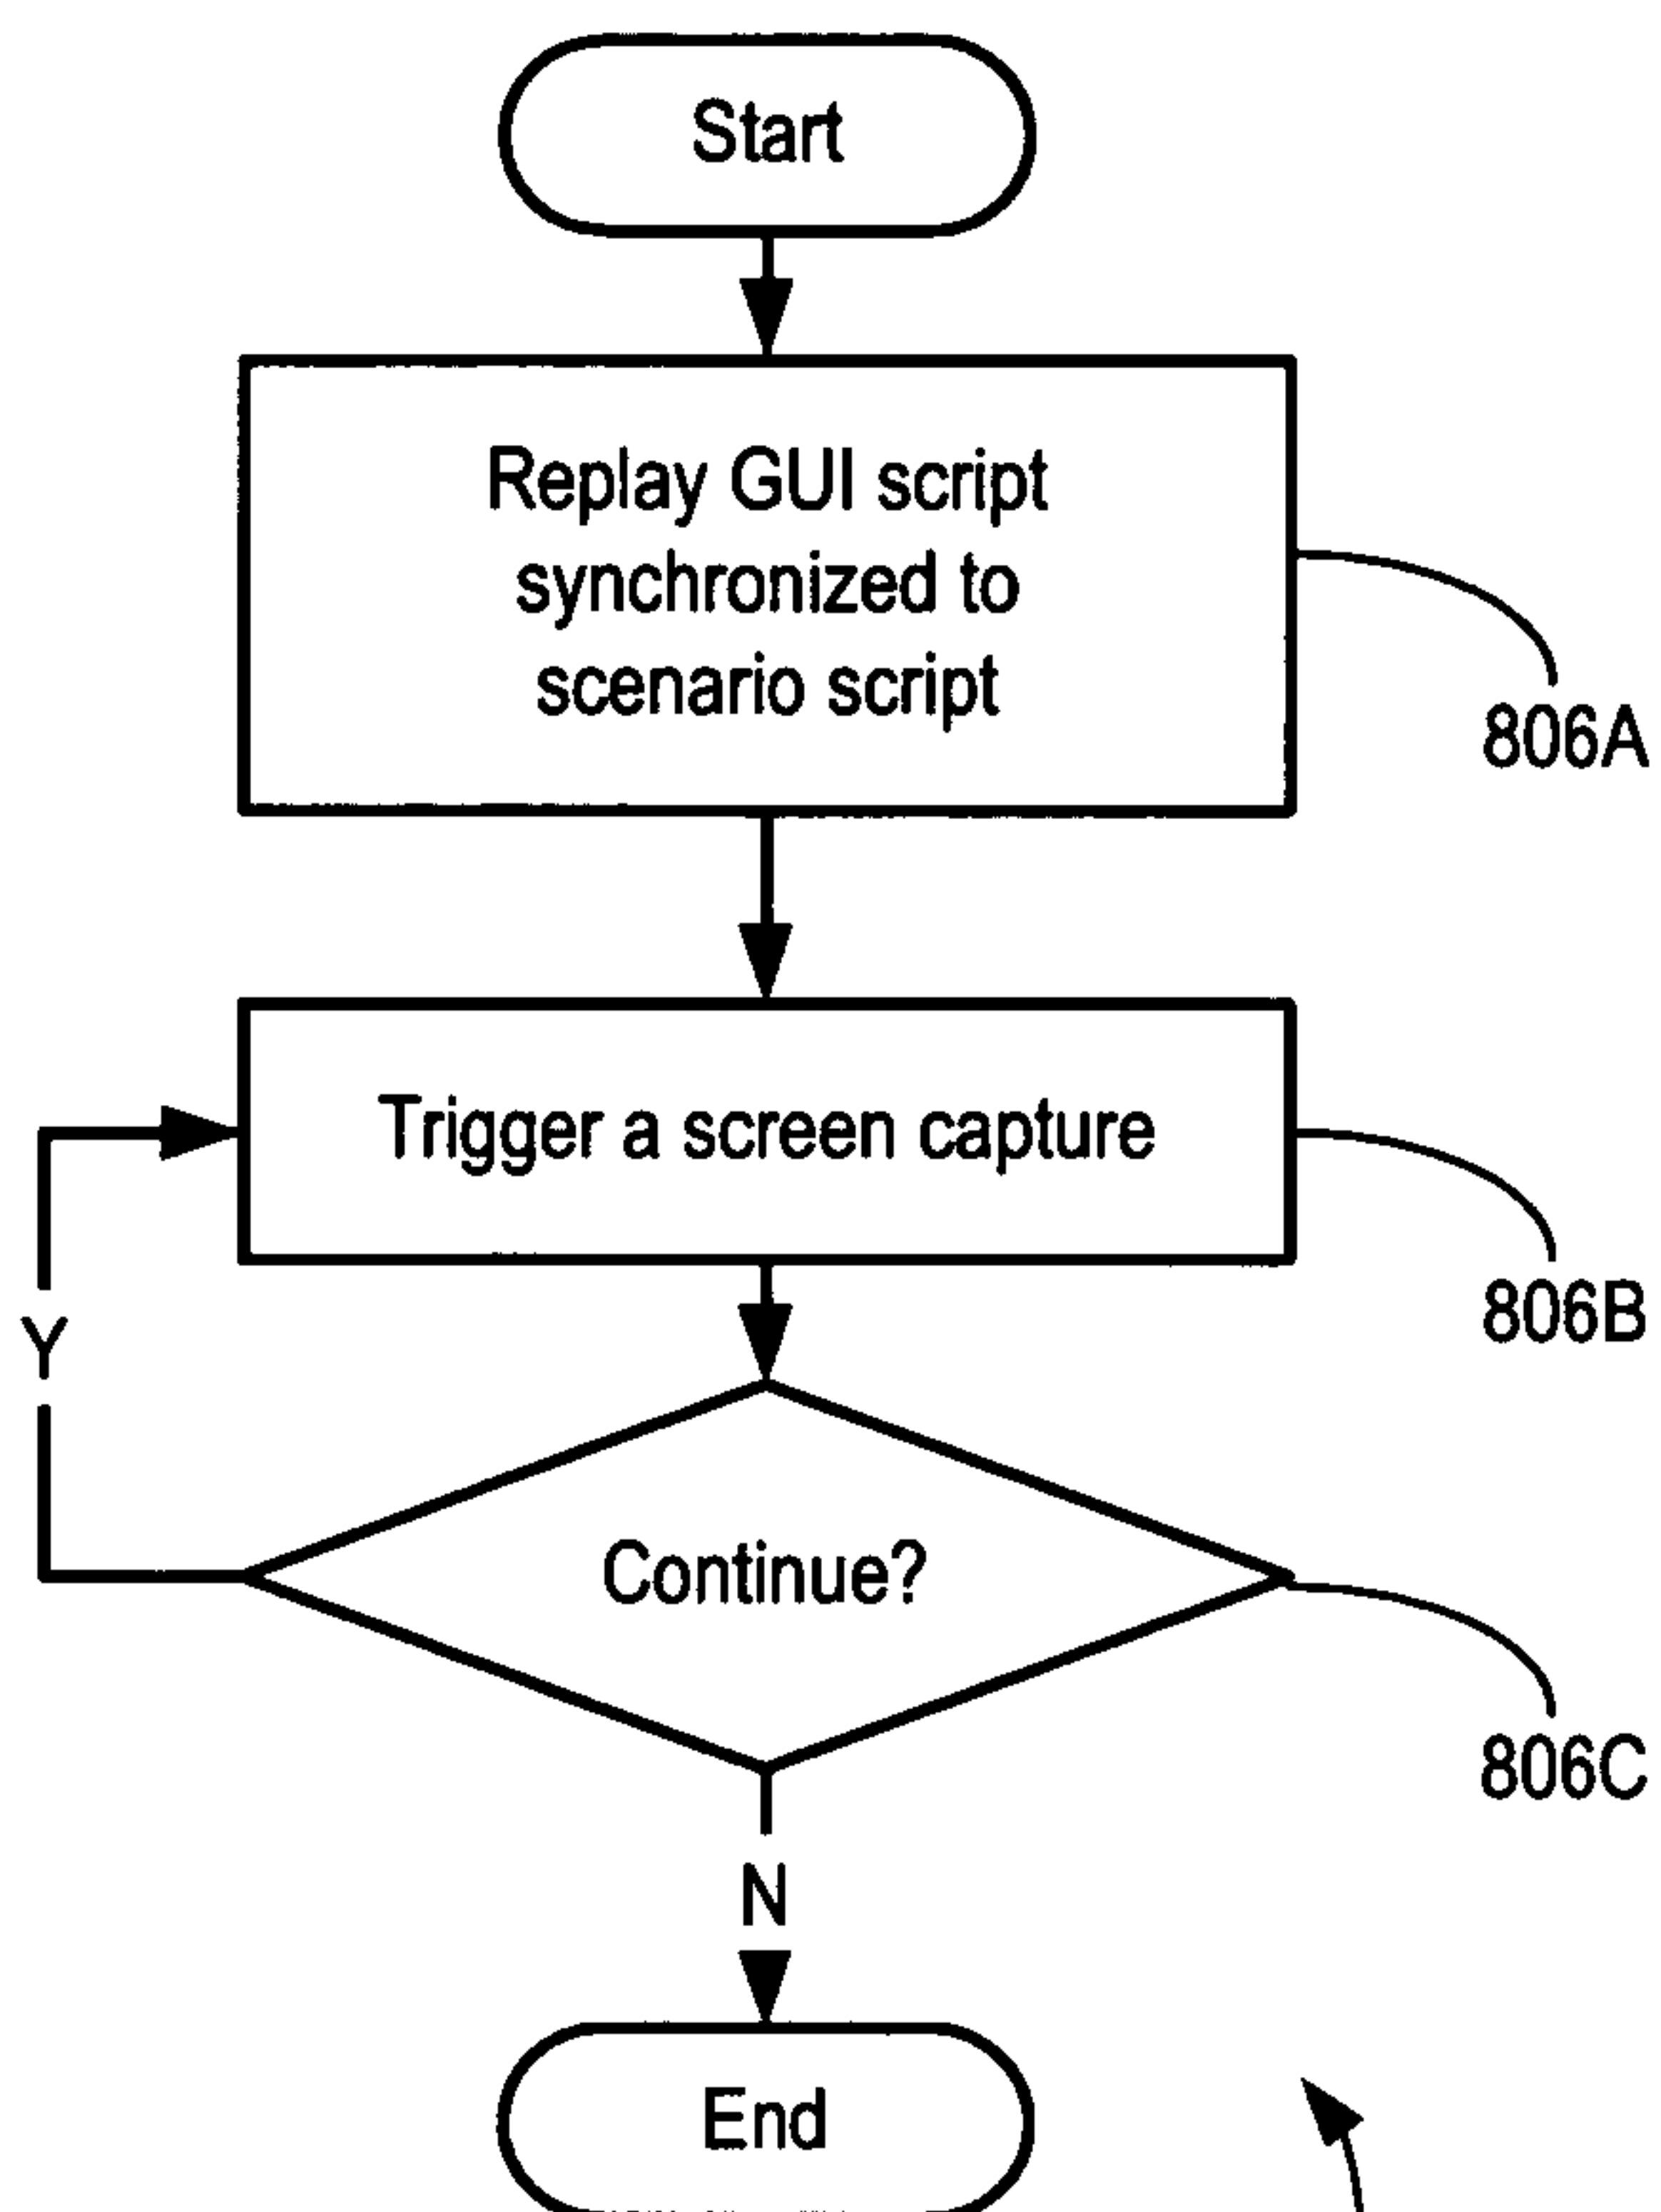 Start
Replay GUI script
synchronized to
scenario script
806A
Trigger a screen capture
806B
Y
Continue?
806C
N
End